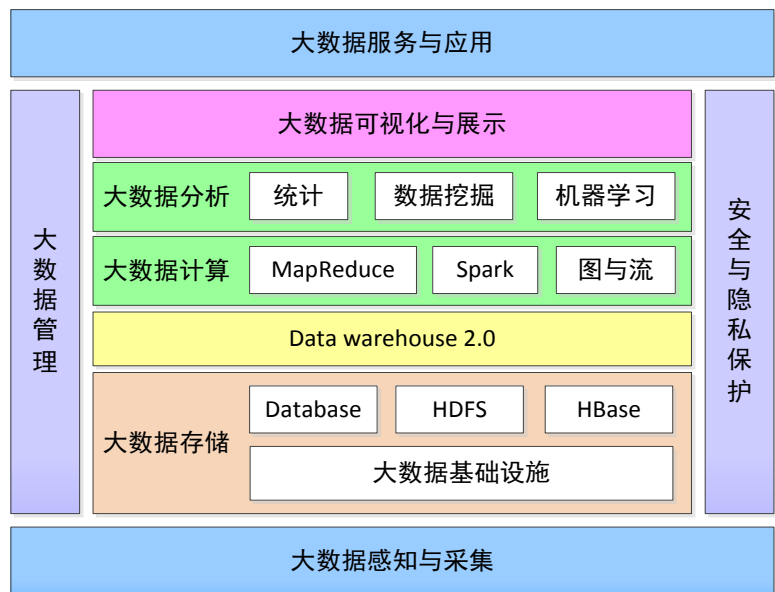 大数据服务与应用
大数据管理
大数据可视化与展示
大数据分析 统计 数据挖掘 机器学习
大数据计算 MapReduce Spark 图与流
Data warehouse 2.0
大数据存储
Database HDFS HBase
大数据基础设施
安全与隐私保护
大数据感知与采集